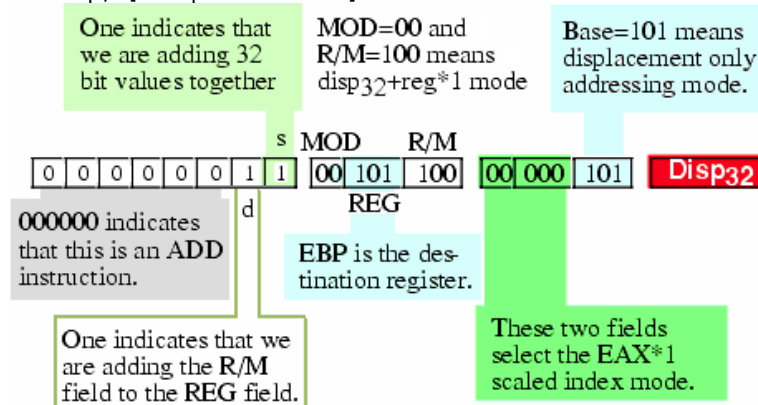 One indicates that
we are adding 32
bit values together
MOD=00 and
R/M=100 means
disp32+reg*1 mode
Base=101 means
displacement only
addressing mode.
s MOD R/M
0 0 0 0 0 0 1 1 00 101 100 00 000 101 Disp32
d REG
000000 indicates
that this is an ADD
instruction.
EBP is the des-
tination register.
One indicates that we
are adding the R/M
field to the REG field.
These two fields
select the EAX*1
scaled index mode.